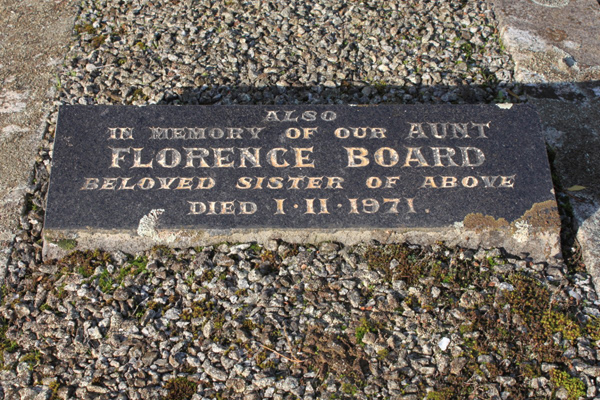 ALSO
IN MEMORY OF OUR AUNT
FLORENCE BOARD
BELOVED SISTER OF ABOVE
DIED 1·11·1971.